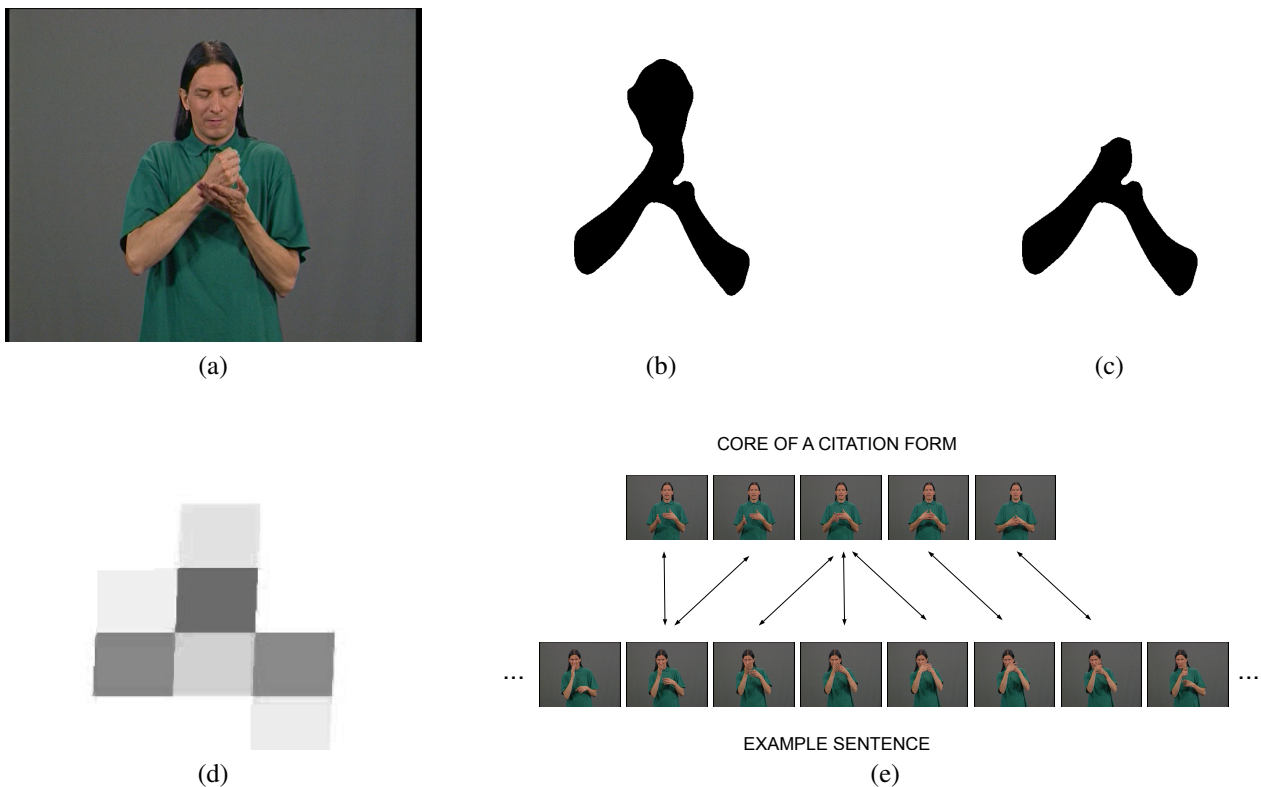 (a)
(b)
(c)
CORE OF A CITATION FORM
...
...
EXAMPLE SENTENCE
(d)
(e)